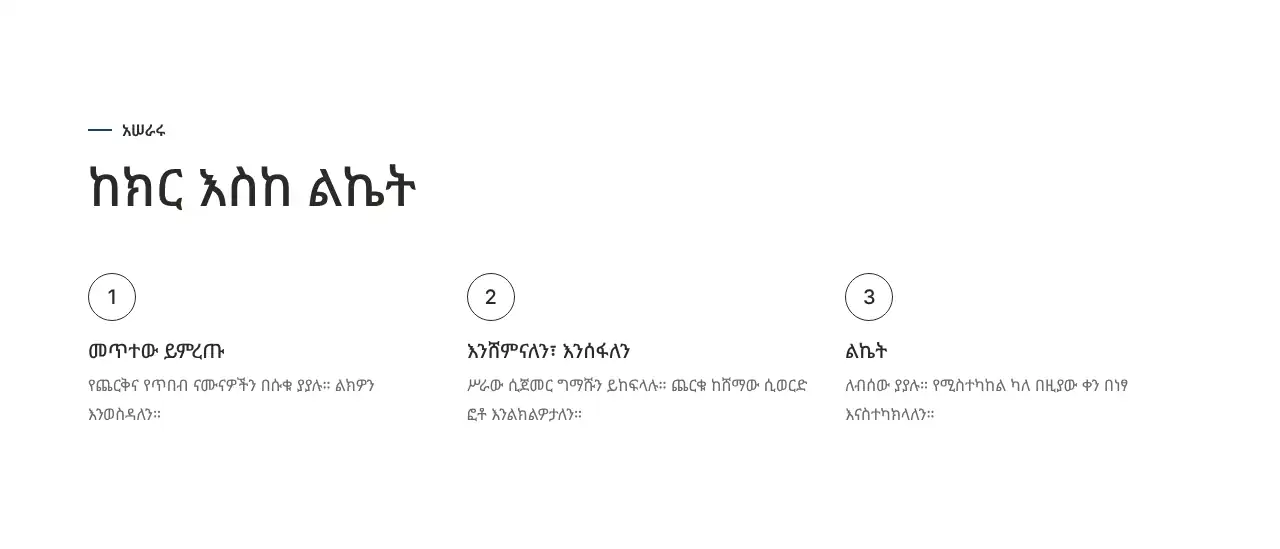 አሠራሩ
ከክር እስከ ልኬት
1
መጥተው ይምረጡ
የጨርቅና የጥበብ ናሙናዎችን በሱቁ ያያሉ። ልክዎን
እንወስዳለን።
2
እንሸምናለን፣ እንሰፋለን
ሥራው ሲጀመር ግማሹን ይከፍላሉ። ጨርቁ ከሸማው ሲወርድ
ፎቶ እንልክልዎታለን።
3
ልኬት
ለብሰው ያያሉ። የሚስተካከል ካለ በዚያው ቀን በነፃ
እናስተካክላለን።